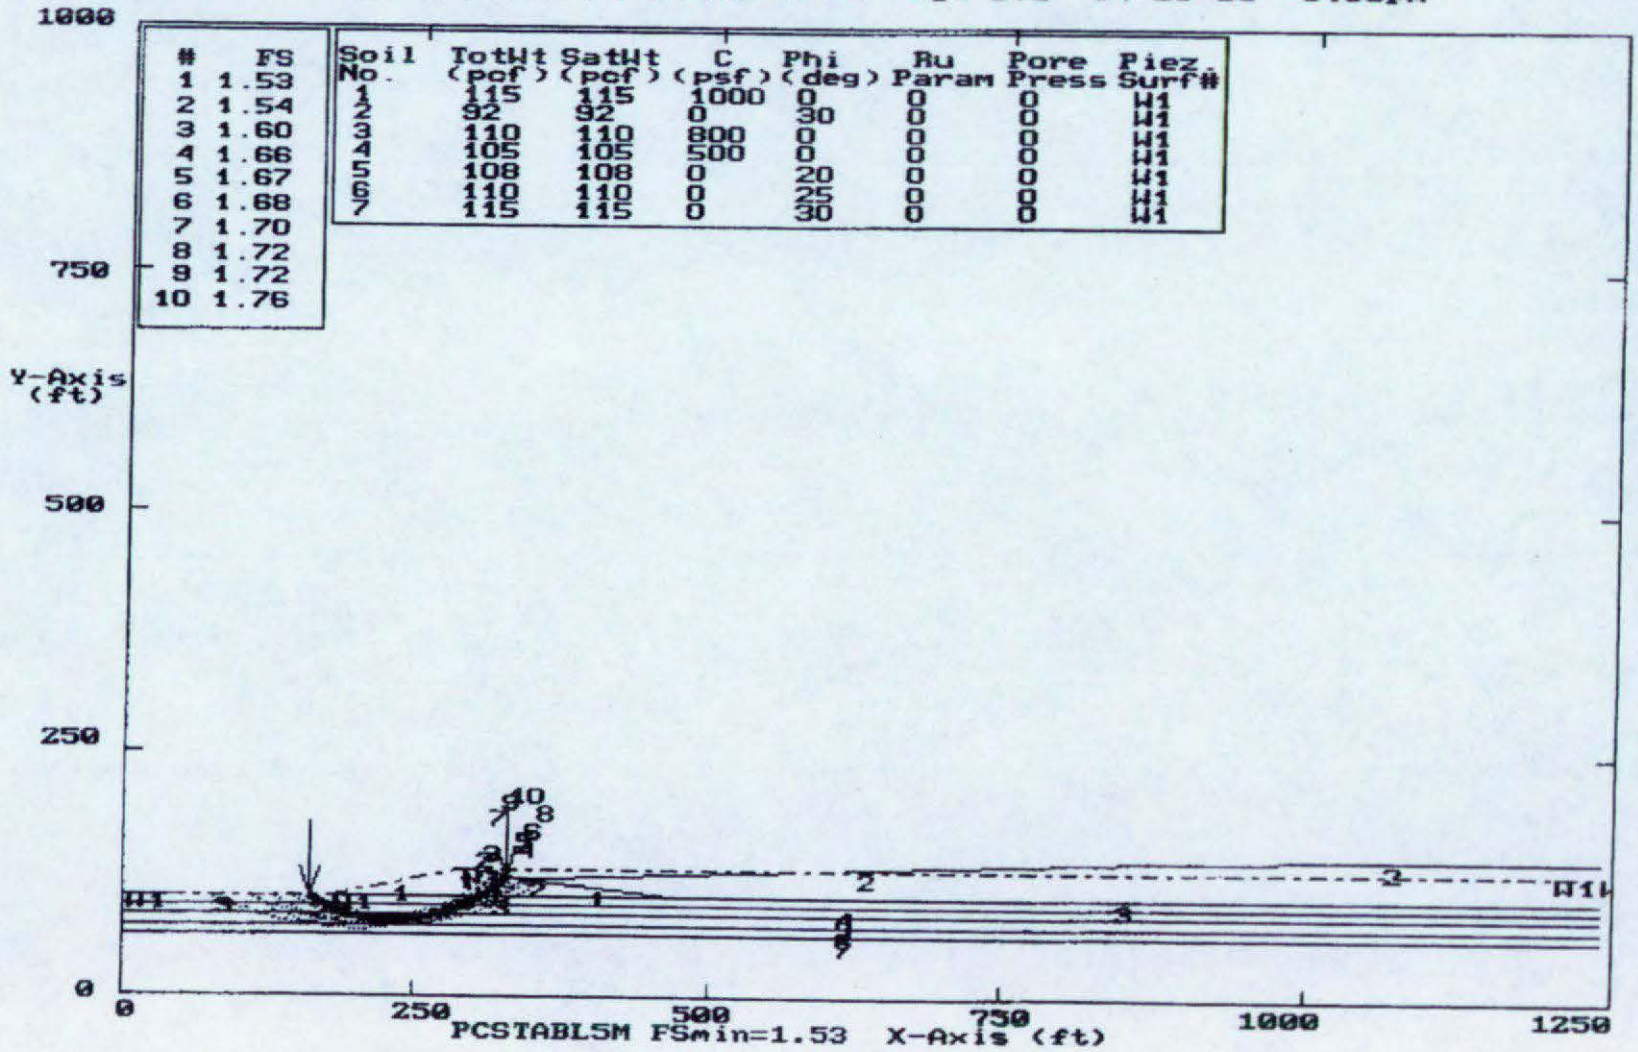 1000
# FS
1 1.53
2 1.54
3 1.60
4 1.66
5 1.67
6 1.68
7 1.70
8 1.72
9 1.72
10 1.76
Soil TotWt SatWt C Phi Ru Pore Piez.
No. (pcf) (pcf) (psf) (deg) Param Press Surf#
1 115 115 1000 0 0 0 W1
2 92 92 0 30 0 0 W1
3 110 110 800 0 0 0 W1
4 105 105 500 0 0 0 W1
5 108 108 0 20 0 0 W1
6 110 110 0 25 0 0 W1
7 115 115 0 30 0 0 W1
750
Y-Axis
(ft)
500
250
10
8
1
2
2
W1
1
3
4
7
0
0 250 500 750 1000 1250
PCSTABL5M FSmin=1.53 X-Axis (ft)